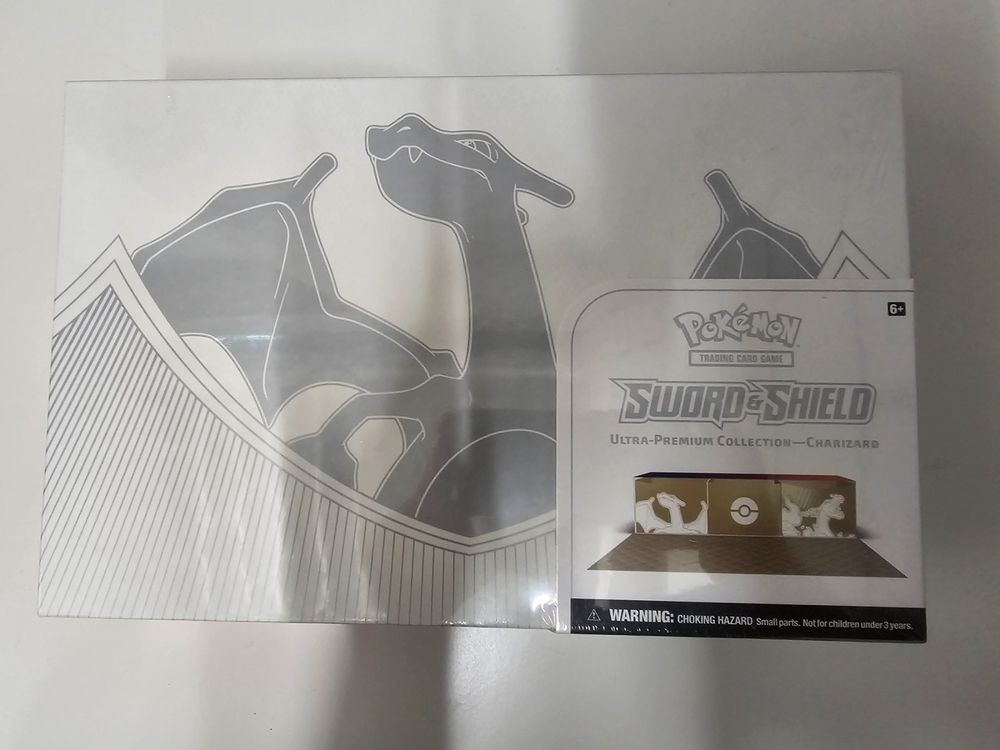 6+
POKéMON
TRADING CARD GAME
SWORD & SHIELD
ULTRA-PREMIUM COLLECTION—CHARIZARD
WARNING: CHOKING HAZARD Small parts. Not for children under 3 years.